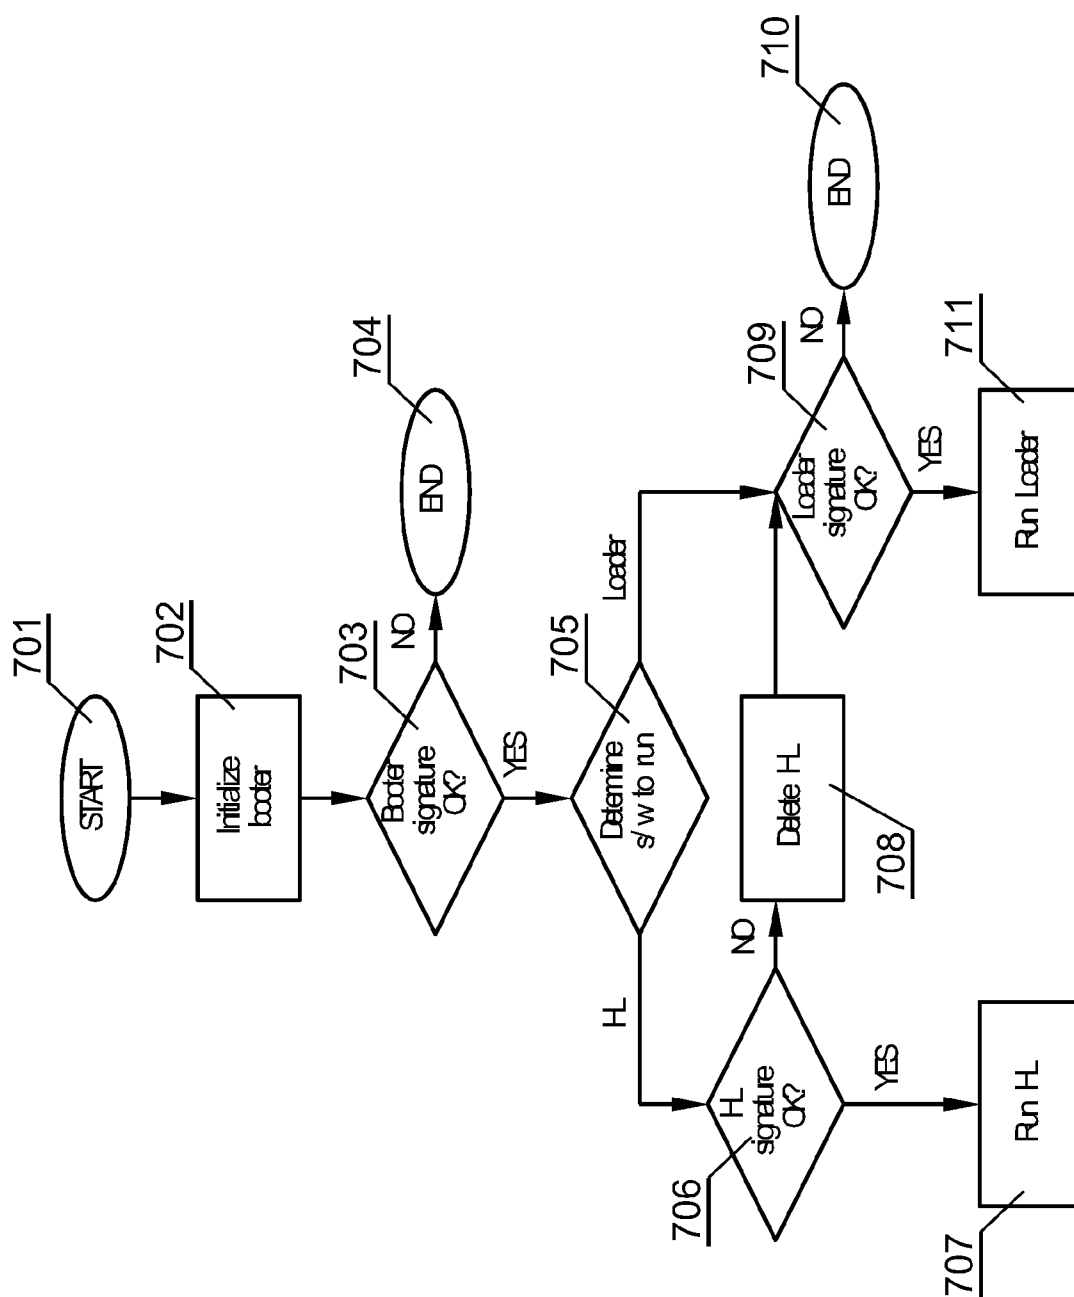 701
START
702
Initialize
booter
703
Booter
signature
OK?
NO
704
END
YES
705
Determine
s/w to run
HL
Loader
706
HL
signature
OK?
NO
708
Delete HL
709
Loader
signature
OK?
NO
710
END
YES
707
Run HL
YES
711
Run Loader